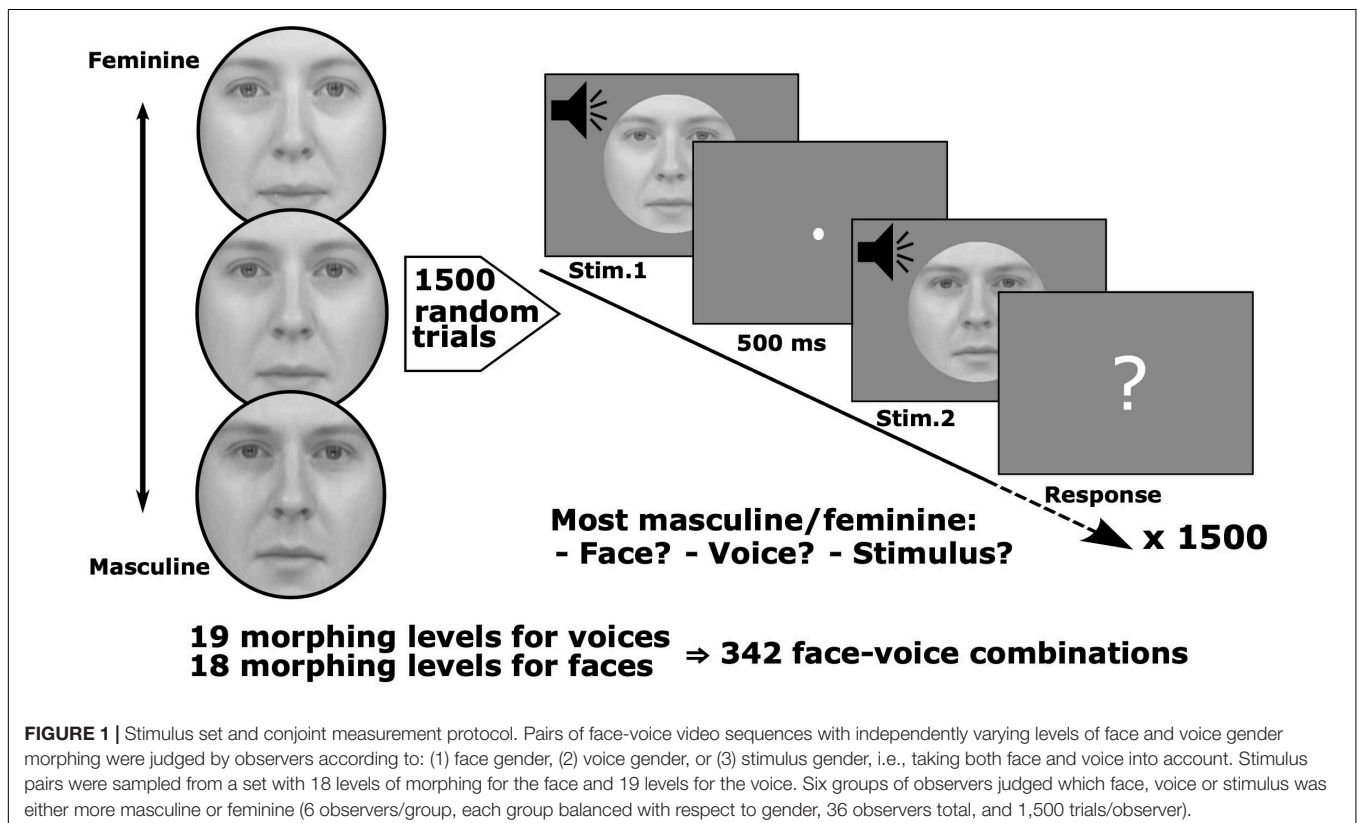 Feminine
Masculine
1500
random
trials
Stim.1
500 ms
Stim.2
?
Response
x 1500
Most masculine/feminine:
- Face? - Voice? - Stimulus?
19 morphing levels for voices
18 morphing levels for faces
⇒ 342 face-voice combinations
FIGURE 1 | Stimulus set and conjoint measurement protocol. Pairs of face-voice video sequences with independently varying levels of face and voice gender
morphing were judged by observers according to: (1) face gender, (2) voice gender, or (3) stimulus gender, i.e., taking both face and voice into account. Stimulus
pairs were sampled from a set with 18 levels of morphing for the face and 19 levels for the voice. Six groups of observers judged which face, voice or stimulus was
either more masculine or feminine (6 observers/group, each group balanced with respect to gender, 36 observers total, and 1,500 trials/observer).